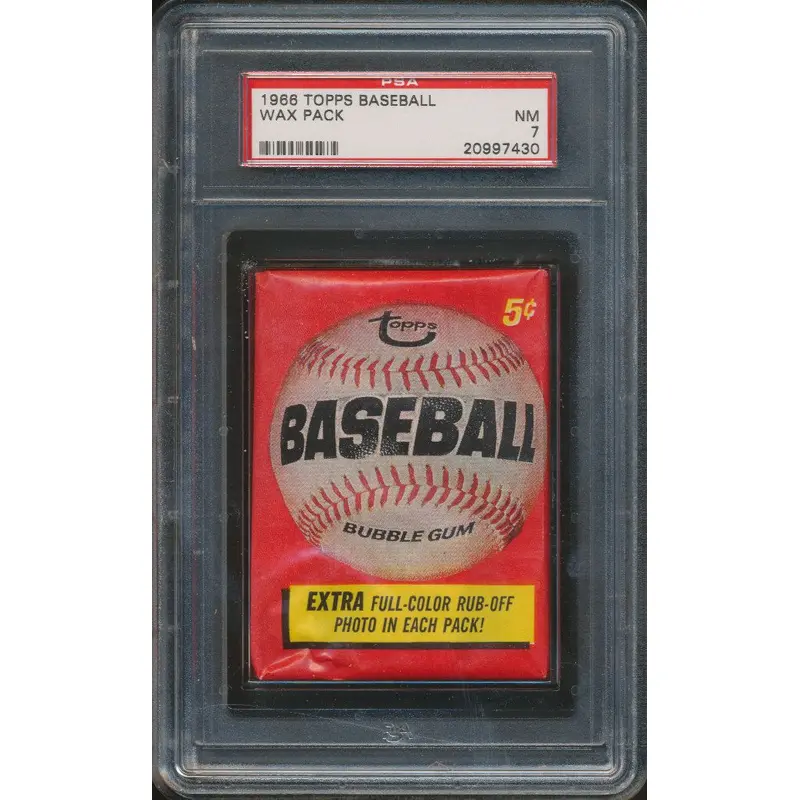 PSA
1966 TOPPS BASEBALL
WAX PACK
NM
7
20997430
5¢
topps
BASEBALL
BUBBLE GUM
EXTRA FULL-COLOR RUB-OFF
PHOTO IN EACH PACK!
PSA